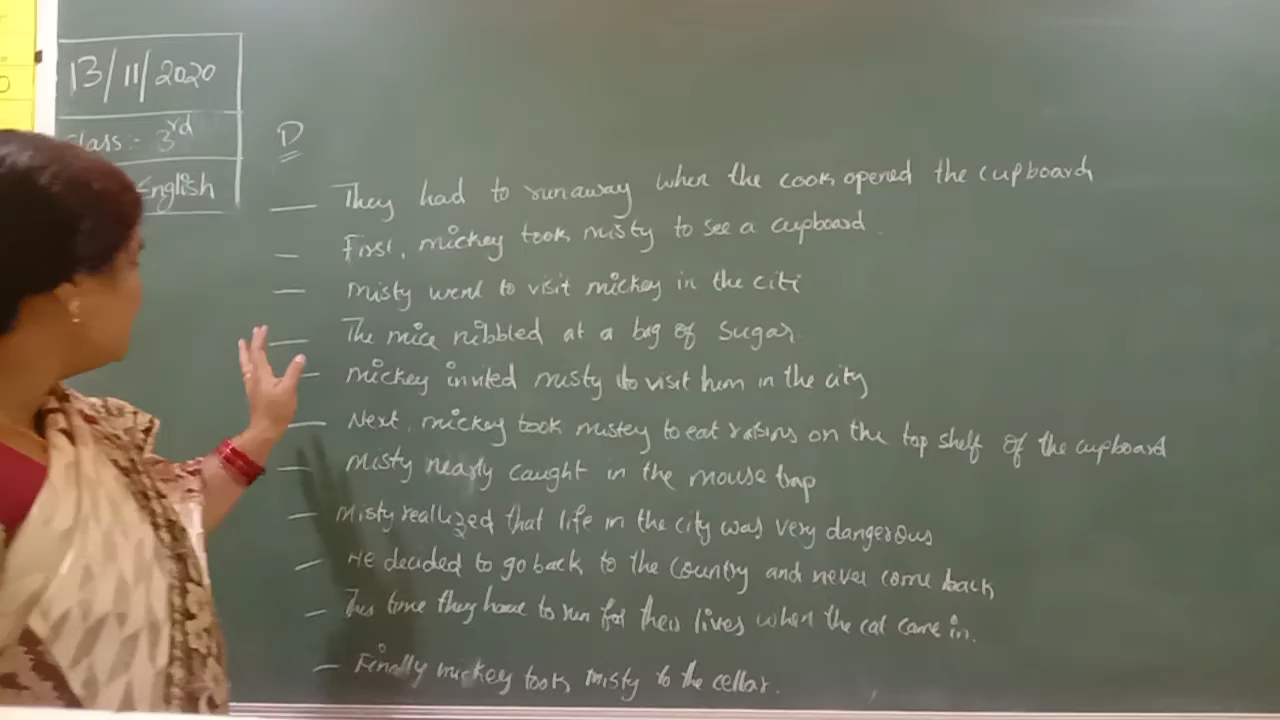 13/11/2020
Class:- 3rd
English
D
They had to runaway when the cook opened the cupboard
First, mickey took misty to see a cupboard.
Misty went to visit mickey in the citi
The mice nibbled at a bag of sugar.
Mickey invited misty to visit him in the city
Next, mickey took mistey to eat raisins on the top shelf of the cupboard
Misty nearly caught in the mouse trap
Misty reallized that life in the city was very dangerous
He decided to go back to the country and never come back
This time they have to run for their lives when the cat came in.
Finally mickey took misty to the cellar.